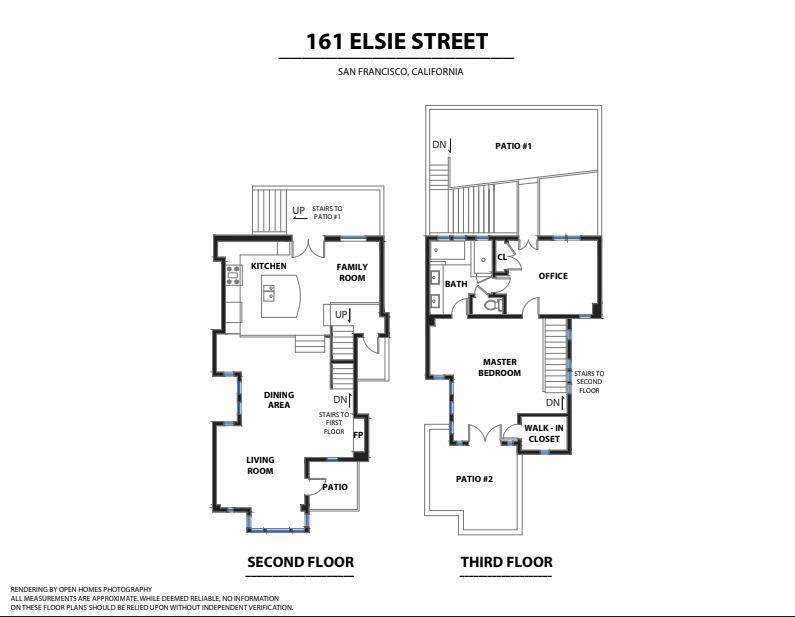 161 ELSIE STREET
SAN FRANCISCO, CALIFORNIA
DN
PATIO #1
UP
STAIRS TO
PATIO #1
KITCHEN
FAMILY
ROOM
UP
DINING
AREA
DN
STAIRS TO
FIRST
FLOOR
FP
LIVING
ROOM
PATIO
SECOND FLOOR
CL
BATH
OFFICE
MASTER
BEDROOM
STAIRS TO
SECOND
FLOOR
DN
WALK - IN
CLOSET
PATIO #2
THIRD FLOOR
RENDERING BY OPEN HOMES PHOTOGRAPHY
ALL MEASUREMENTS ARE APPROXIMATE. WHILE DEEMED RELIABLE, NO INFORMATION
ON THESE FLOOR PLANS SHOULD BE RELIED UPON WITHOUT INDEPENDENT VERIFICATION.